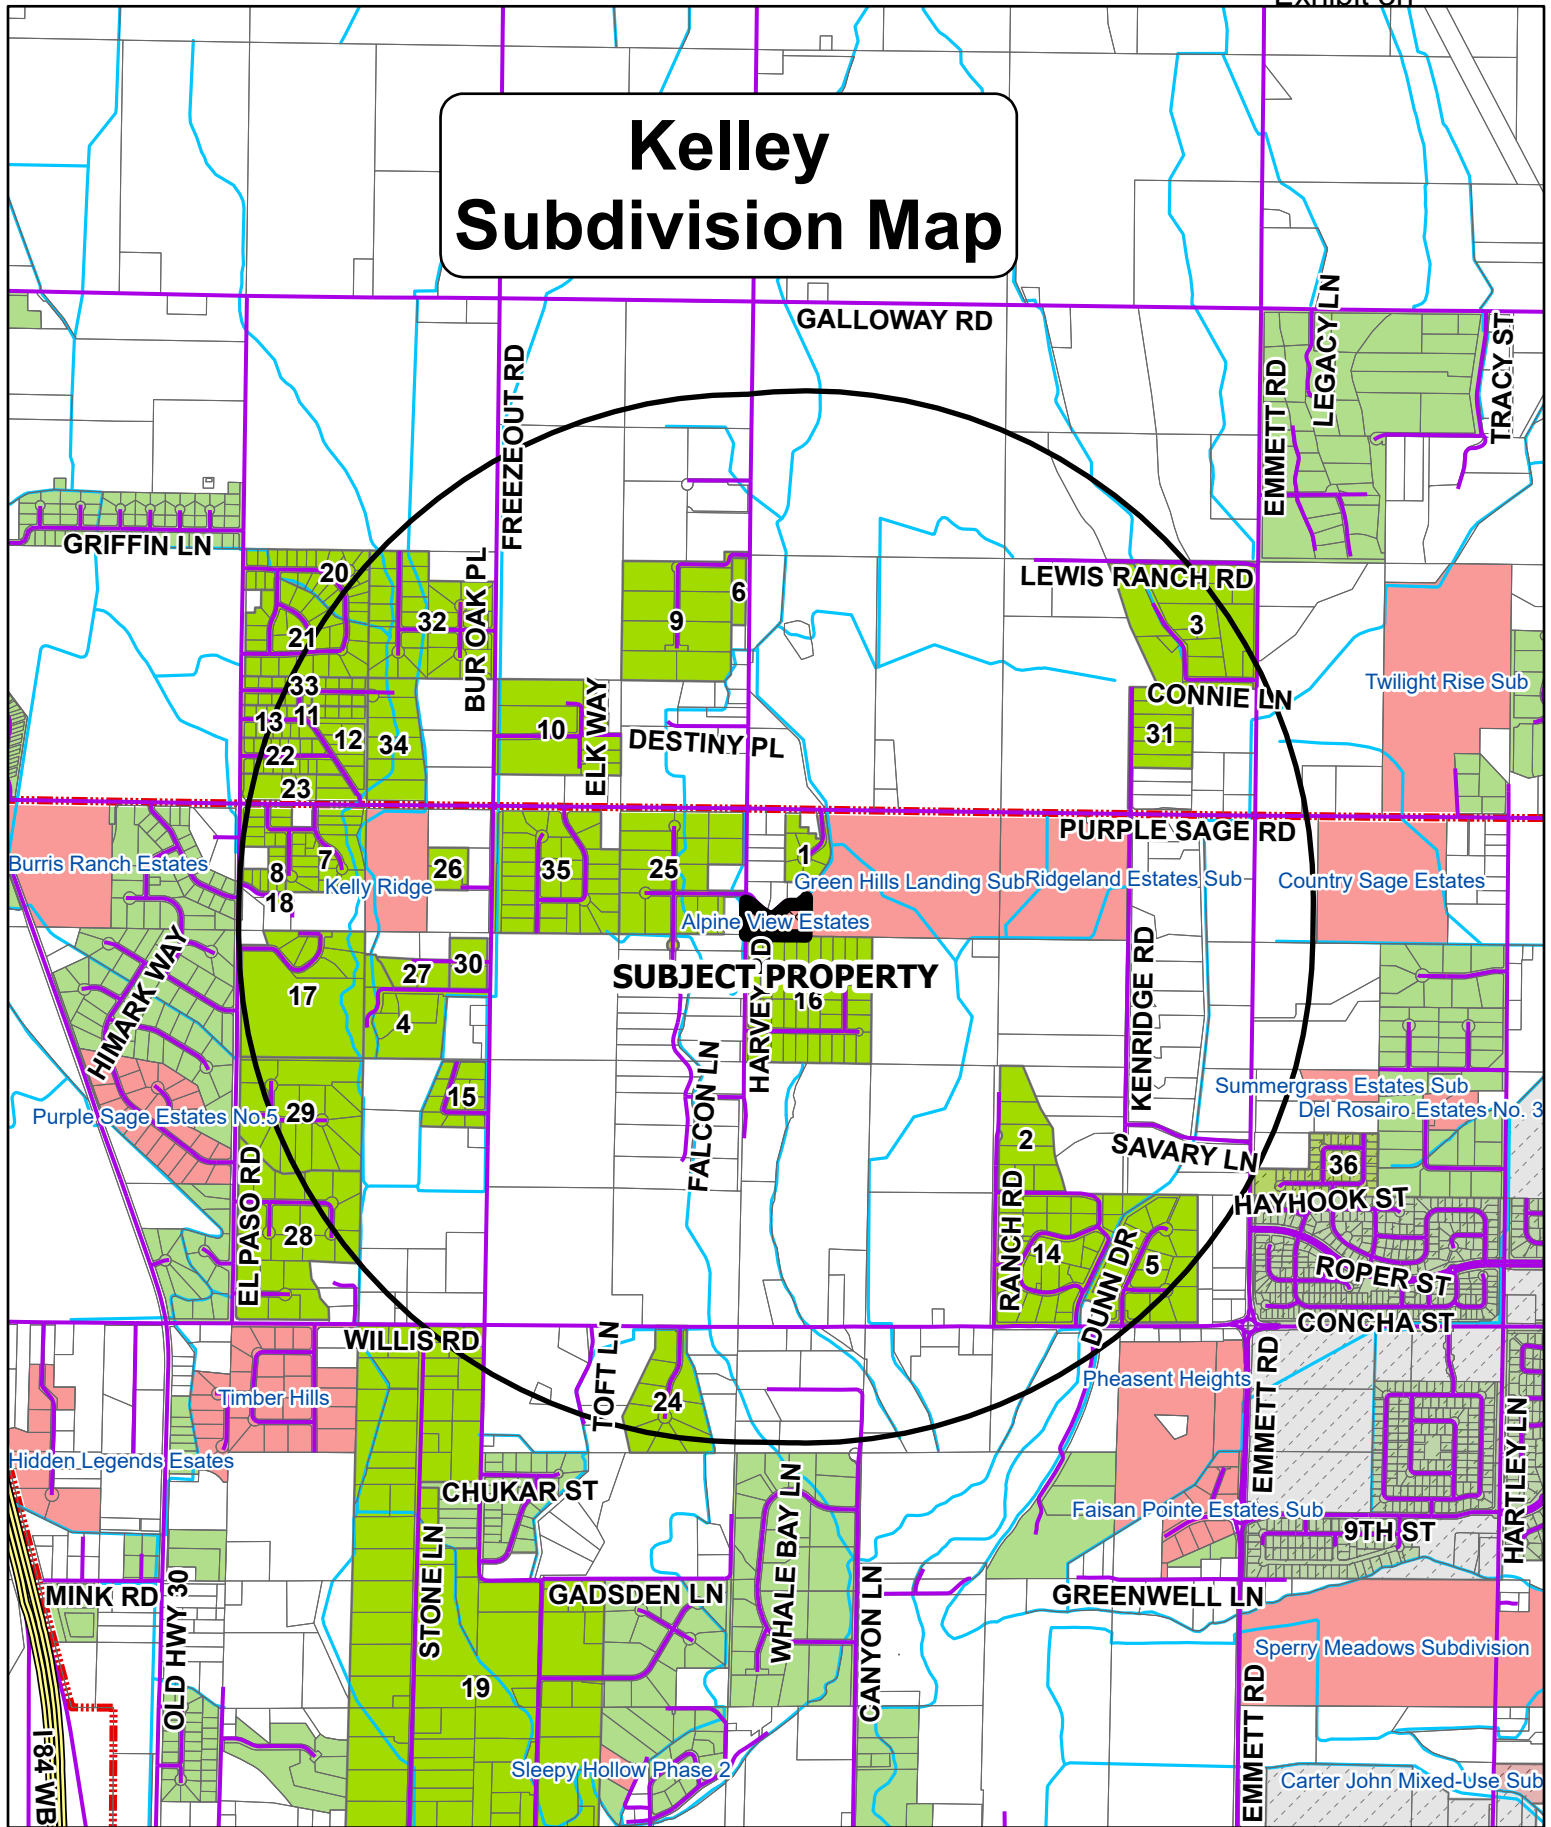 Kelley
Subdivision Map
GALLOWAY RD
LEGACY LN
TRACY ST
EMMETT RD
FREEZEOUT RD
GRIFFIN LN
20
BUR OAK PL
6
LEWIS RANCH RD
32
9
3
21
33
ELK WAY
CONNIE LN
Twilight Rise Sub
13
11
12
34
10
DESTINY PL
31
22
23
PURPLE SAGE RD
Burris Ranch Estates
8
7
Kelly Ridge
26
35
25
1
Green Hills Landing Sub
Ridgeland Estates Sub
Country Sage Estates
18
Alpine View Estates
HIMARK WAY
27
30
SUBJECT PROPERTY
HARVEY RD
16
KENRIDGE RD
17
4
FALCON LN
15
Summergrass Estates Sub
Purple Sage Estates No.5
29
Del Rosairo Estates No. 3
2
SAVARY LN
36
EL PASO RD
RANCH RD
HAYHOOK ST
28
14
DUNN DR
5
ROPER ST
WILLIS RD
TOFT LN
CONCHA ST
Timber Hills
24
Pheasent Heights
EMMETT RD
Hidden Legends Esates
CHUKAR ST
WHALE BAY LN
Faisan Pointe Estates Sub
9TH ST
HARTLEY LN
MINK RD
OLD HWY 30
STONE LN
GADSDEN LN
CANYON LN
GREENWELL LN
Sperry Meadows Subdivision
19
EMMETT RD
I 84 WB
Sleepy Hollow Phase 2
Carter John Mixed-Use Sub